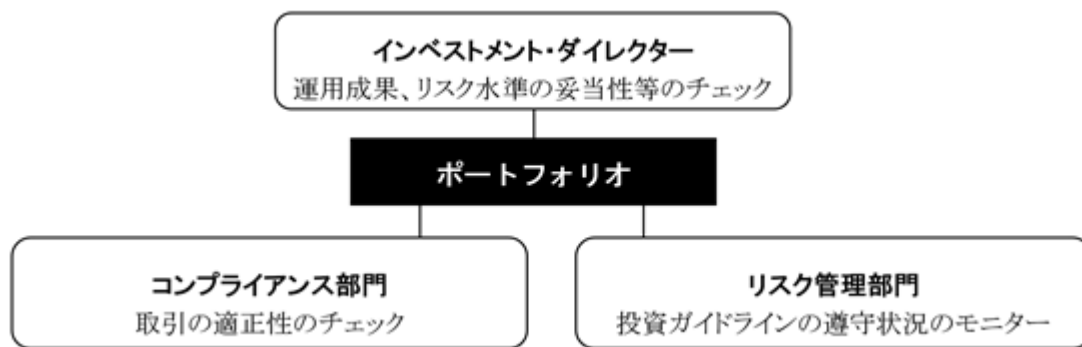 インベストメント・ダイレクター
運用成果、リスク水準の妥当性等のチェック
ポートフォリオ
コンプライアンス部門
取引の適正性のチェック
リスク管理部門
投資ガイドラインの遵守状況のモニター